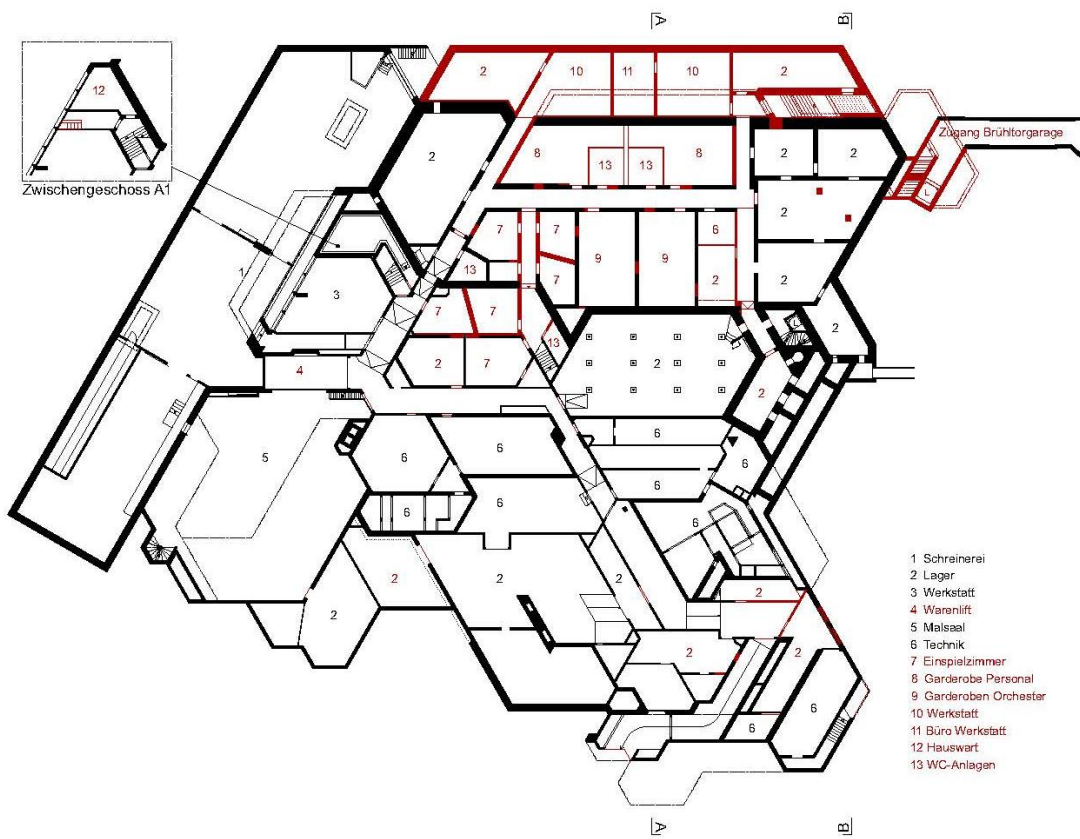 A
B
2
10
11
10
2
12
Zugang Brühltorgarage
2
8
13
13
8
2
2
Zwischengeschoss A1
L
2
6
7
7
9
9
13
7
2
2
1
3
7
7
13
L
2
4
2
7
2
2
5
6
6
6
6
6
6
6
6
2
2
2
2
2
2
2
6
6
1 Schreinerei
2 Lager
3 Werkstatt
4 Warenlift
5 Malsaal
6 Technik
7 Einspielzimmer
8 Garderobe Personal
9 Garderoben Orchester
10 Werkstatt
11 Büro Werkstatt
12 Hauswart
13 WC-Anlagen
A
B